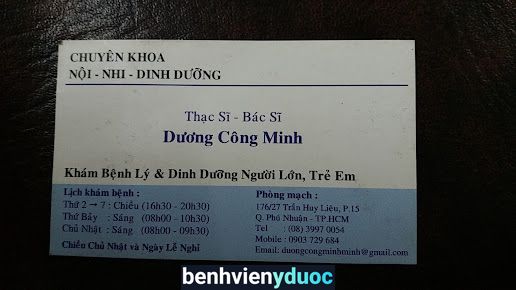 CHUYÊN KHOA
NỘI - NHI - DINH DƯỠNG
Thạc Sĩ - Bác Sĩ
Dương Công Minh
Khám Bệnh Lý & Dinh Dưỡng Người Lớn, Trẻ Em
Lịch khám bệnh :
Thứ 2 → 7 : Chiều (16h30 - 20h30)
Thứ Bảy : Sáng (08h00 - 10h30)
Chủ Nhật : Sáng (08h00 - 09h30)
Chiều Chủ Nhật và Ngày Lễ Nghỉ
Phòng mạch :
176/27 Trần Huy Liệu, P.15
Q. Phú Nhuận - TP.HCM
Tel : (08) 3997 0054
Mobile : 0903 729 684
Email: duongcongminhminh@gmail.com
benhvienyduoc